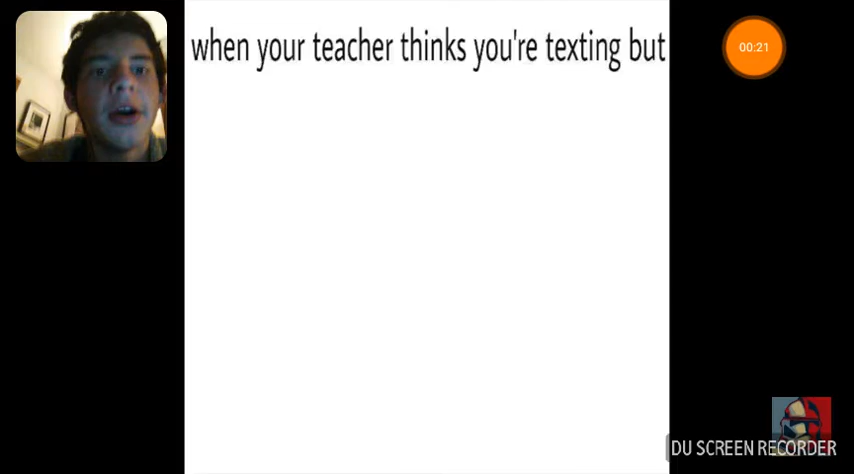 when your teacher thinks you're texting but
00:21
DU SCREEN RECORDER